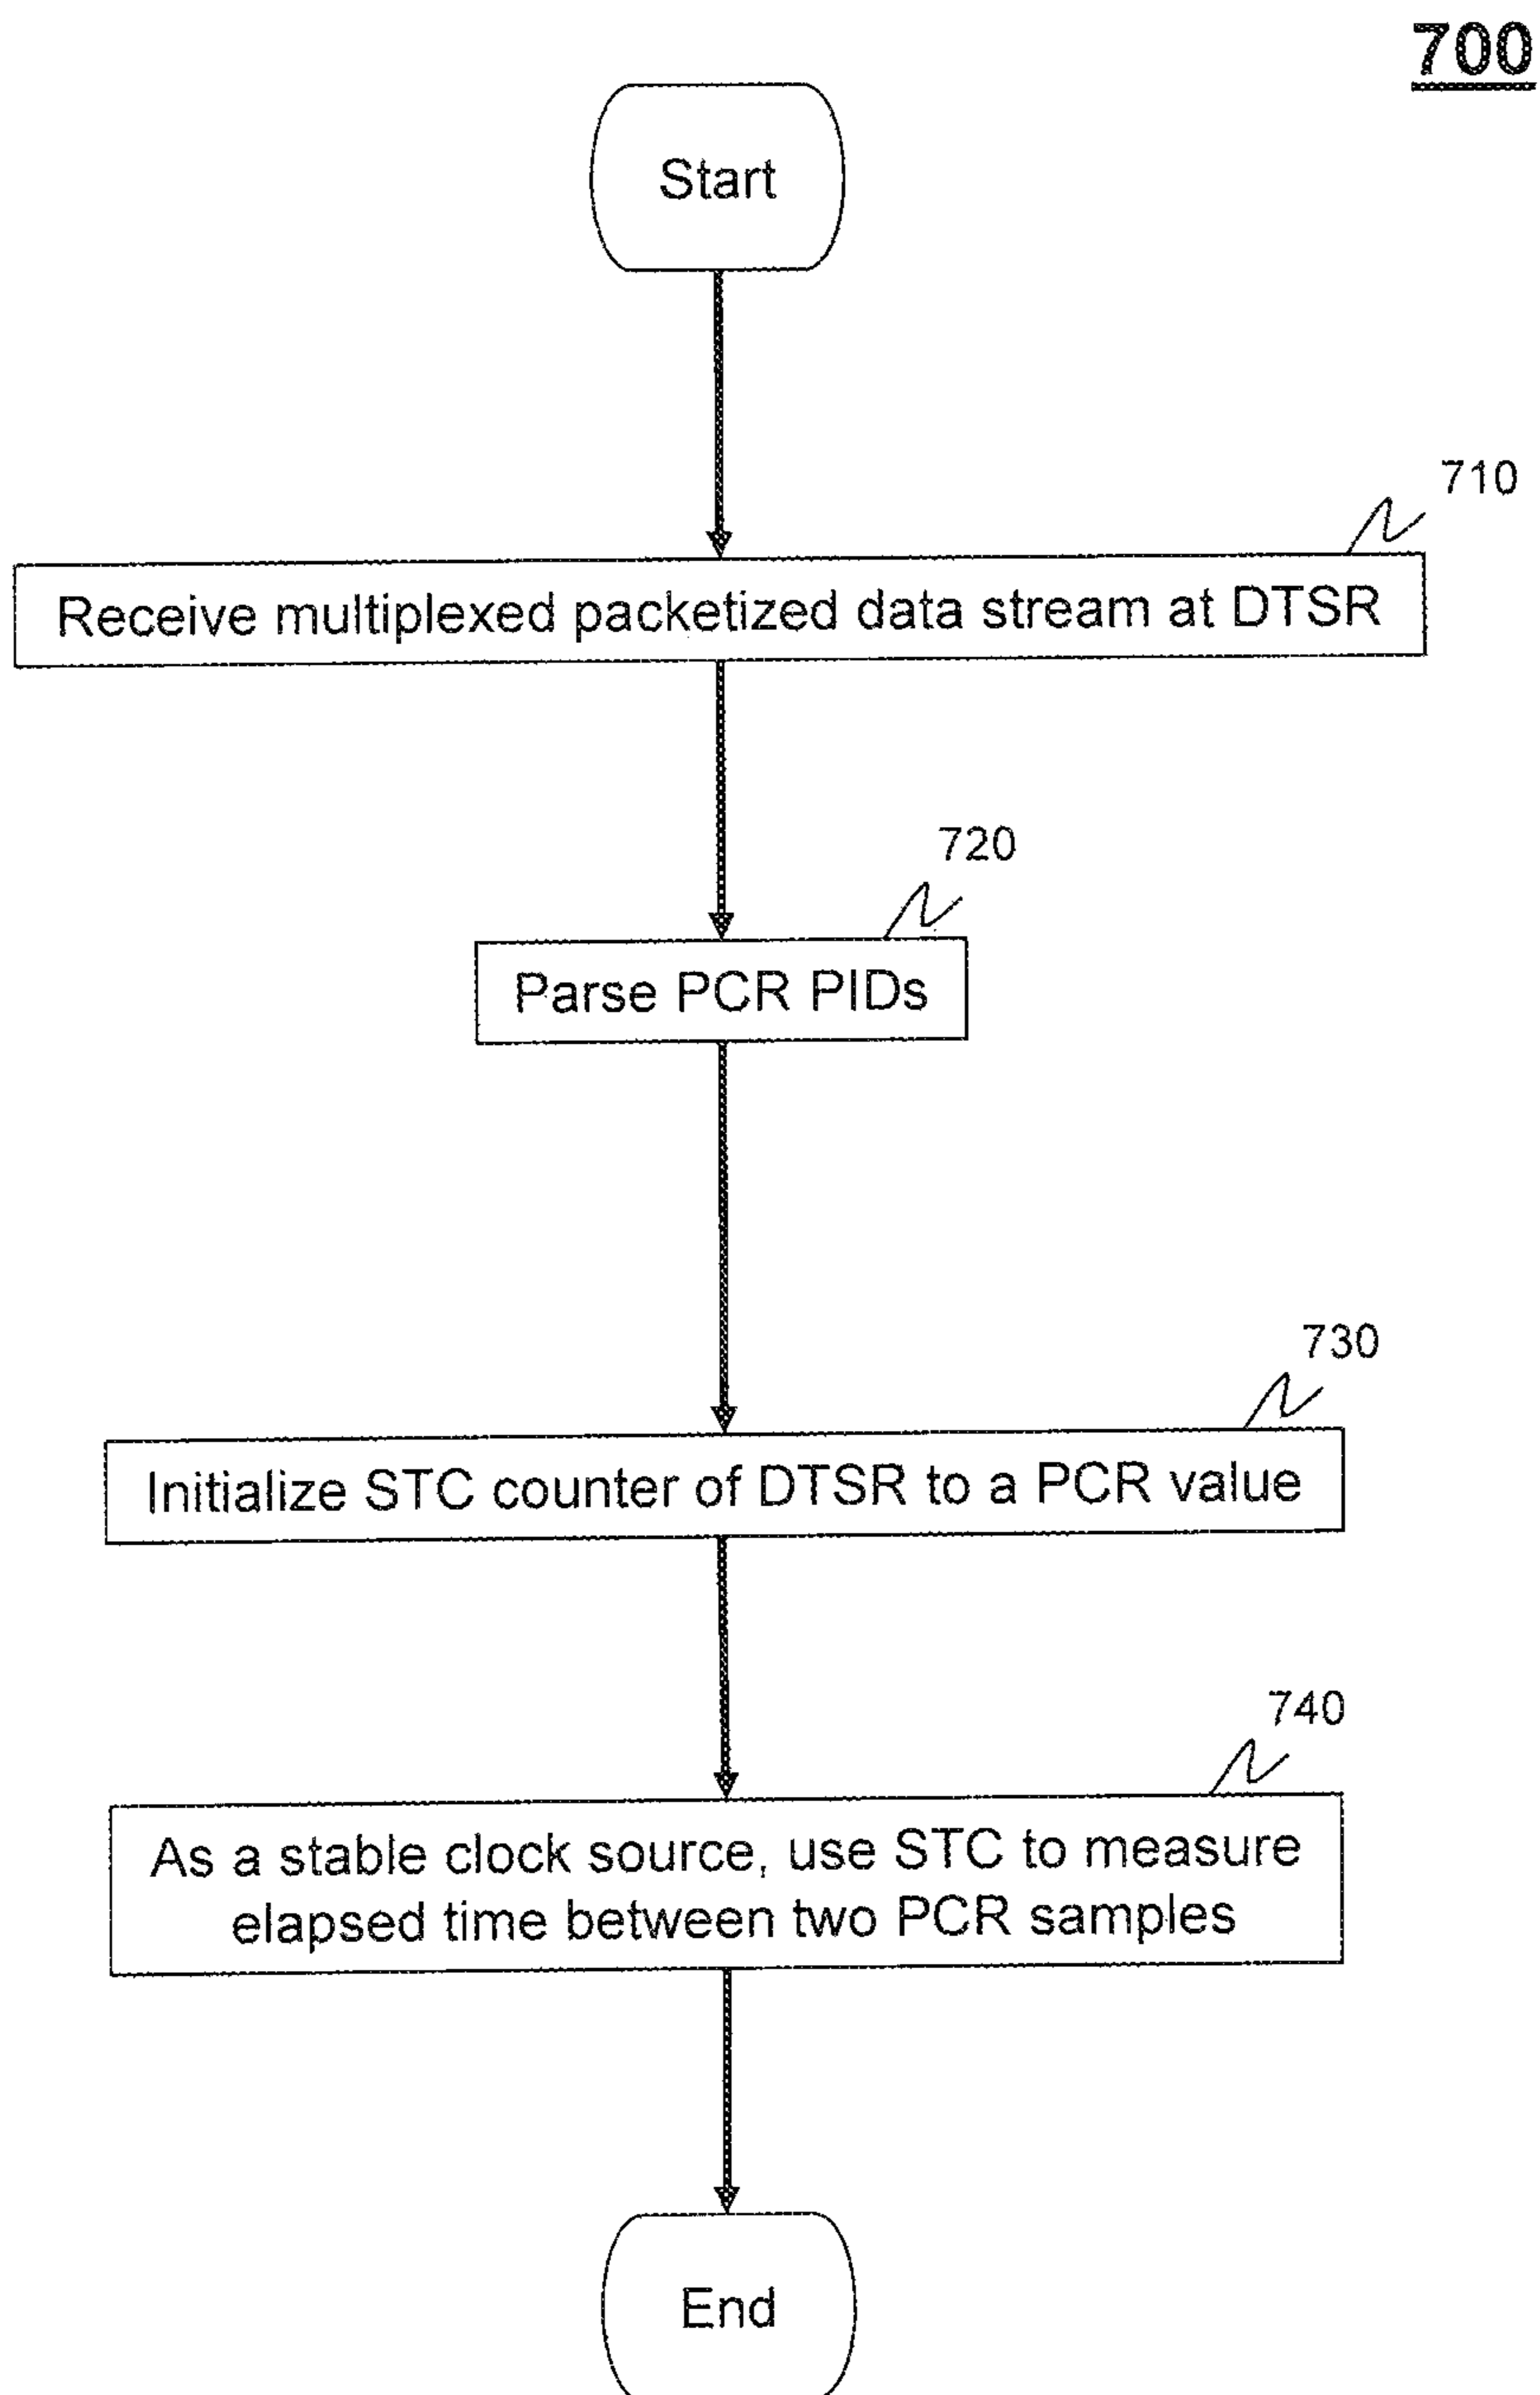 700
Start
710
Receive multiplexed packetized data stream at DTSR
720
Parse PCR PIDs
730
Initialize STC counter of DTSR to a PCR value
740
As a stable clock source, use STC to measure
elapsed time between two PCR samples
End